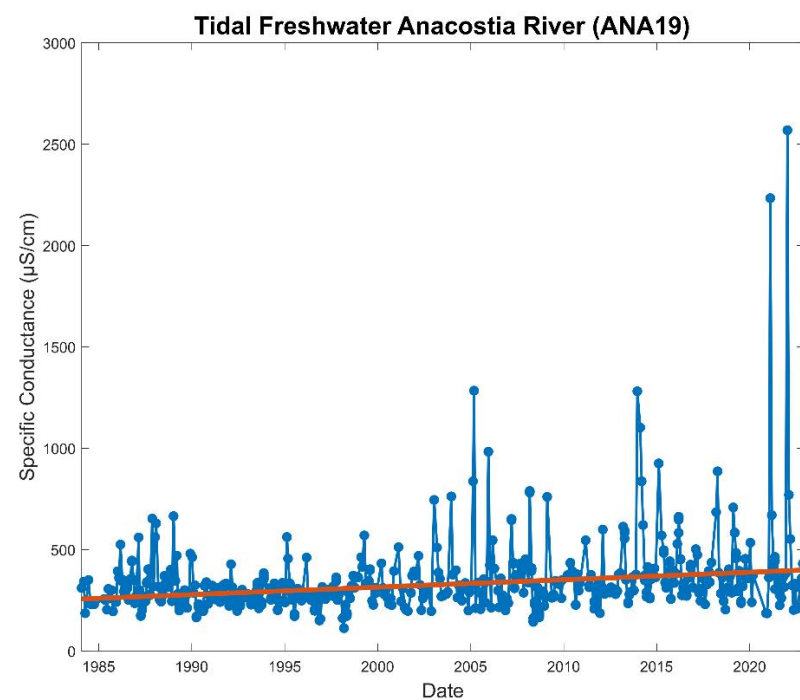 Tidal Freshwater Anacostia River (ANA19)
3000
2500
2000
1500
1000
500
0
Specific Conductance (µS/cm)
1985 1990 1995 2000 2005 2010 2015 2020
Date